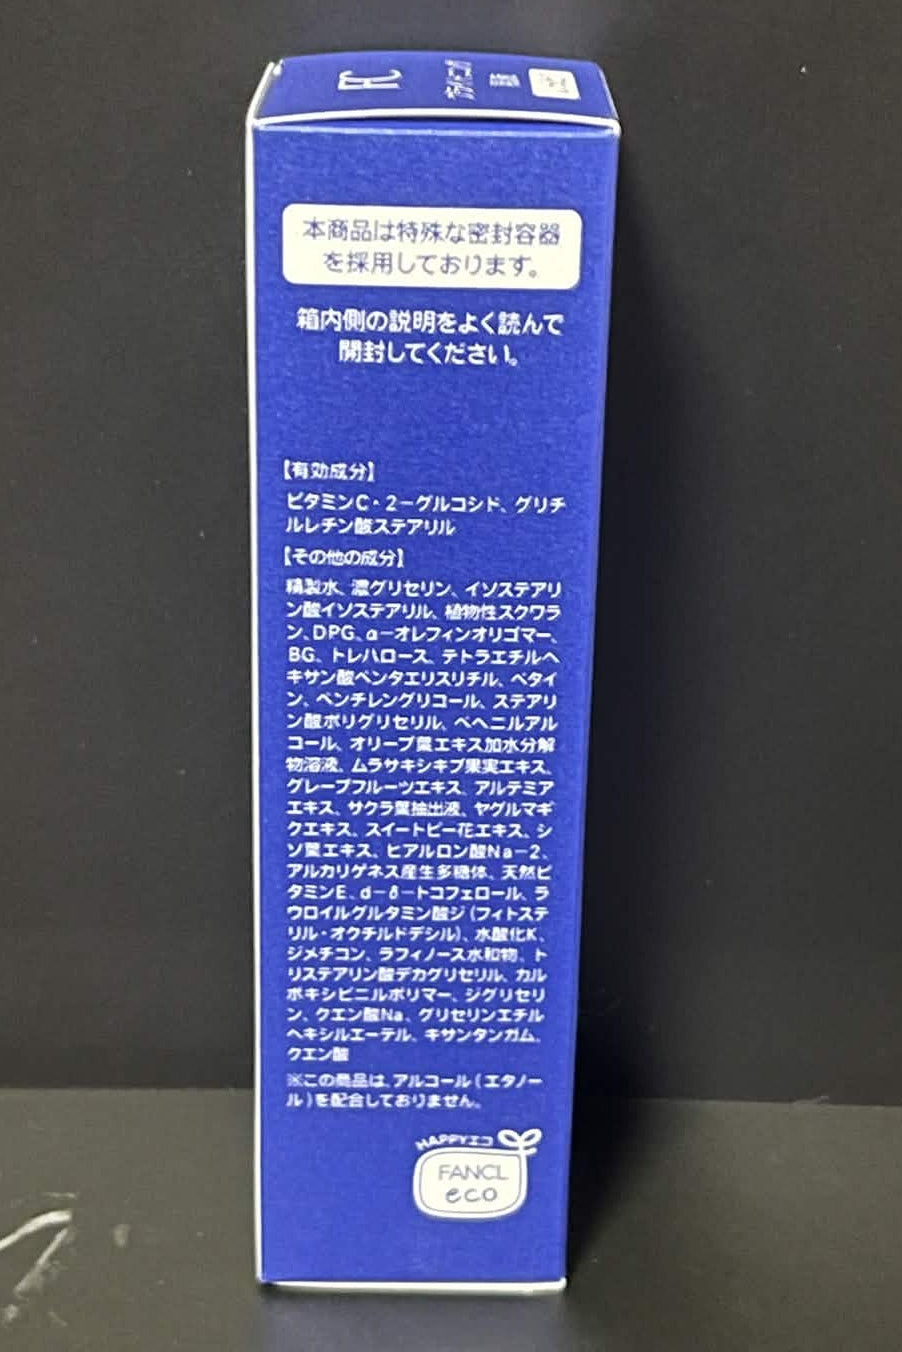 本商品は特殊な密封容器
を採用しております。
箱内側の説明をよく読んで
開封してください。
【有効成分】
ビタミンC・2−グルコシド、グリチ
ルレチン酸ステアリル
【その他の成分】
精製水、濃グリセリン、イソステアリ
ン酸イソステアリル、植物性スクワラ
ン、DPG、α−オレフィンオリゴマー、
BG、トレハロース、テトラエチルヘ
キサン酸ペンタエリスリチル、ベタイ
ン、ペンチレングリコール、ステアリ
ン酸ポリグリセリル、ベヘニルアル
コール、オリーブ葉エキス加水分解
物溶液、ムラサキシキブ果実エキス、
グレープフルーツエキス、アルテミア
エキス、サクラ葉抽出液、ヤグルマギ
クエキス、スイートピー花エキス、シ
ソ葉エキス、ヒアルロン酸Na−2、
アルカリゲネス産生多糖体、天然ビ
タミンE、d−δ−トコフェロール、ラ
ウロイルグルタミン酸ジ(フィトステ
リル・オクチルドデシル)、水酸化K、
ジメチコン、ラフィノース水和物、ト
リステアリン酸デカグリセリル、カル
ボキシビニルポリマー、ジグリセリ
ン、クエン酸Na、グリセリンエチル
ヘキシルエーテル、キサンタンガム、
クエン酸
※この商品は、アルコール(エタノー
ル)を配合しておりません。
HAPPYエコ
FANCL
eco